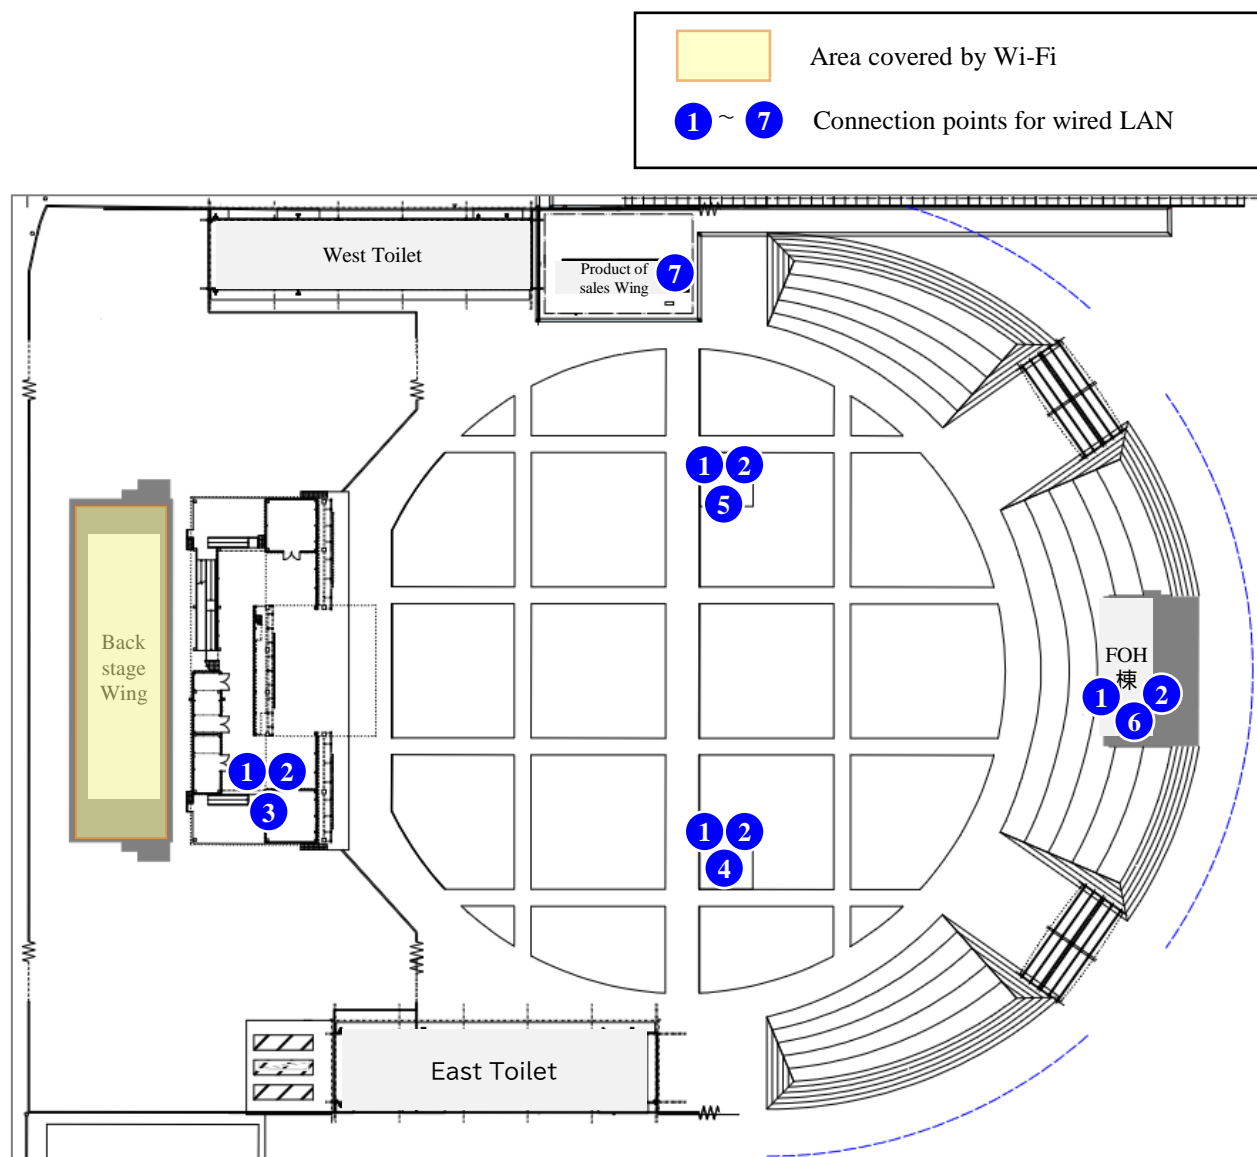 Area covered by Wi-Fi
1 ~ 7 Connection points for wired LAN
West Toilet
Product of
sales Wing
7
1 2
5
Back
stage
Wing
FOH
棟
1 2
6
1 2
3
1 2
4
East Toilet